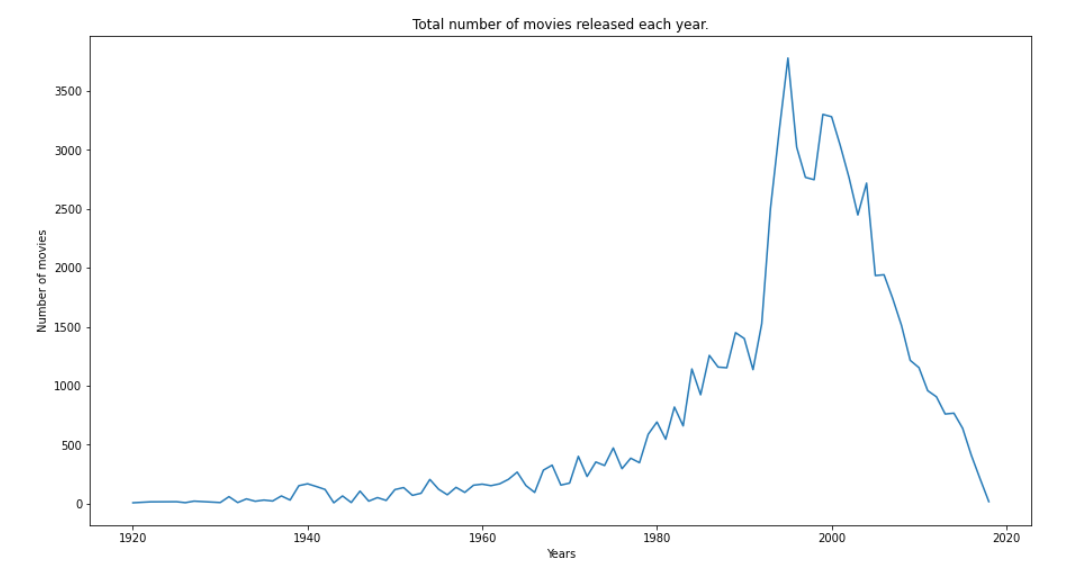 Total number of movies released each year.
Number of movies
3500
3000
2500
2000
1500
1000
500
0
1920 1940 1960 1980 2000 2020
Years